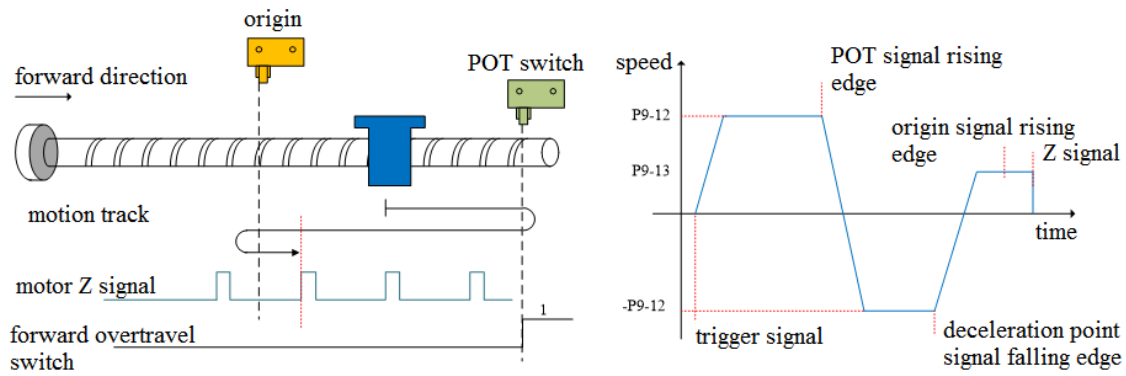 origin
forward direction
POT switch
motion track
motor Z signal
1
forward overtravel
switch
speed
POT signal rising
edge
P9-12
origin signal rising
edge
Z signal
P9-13
time
-P9-12
trigger signal
deceleration point
signal falling edge